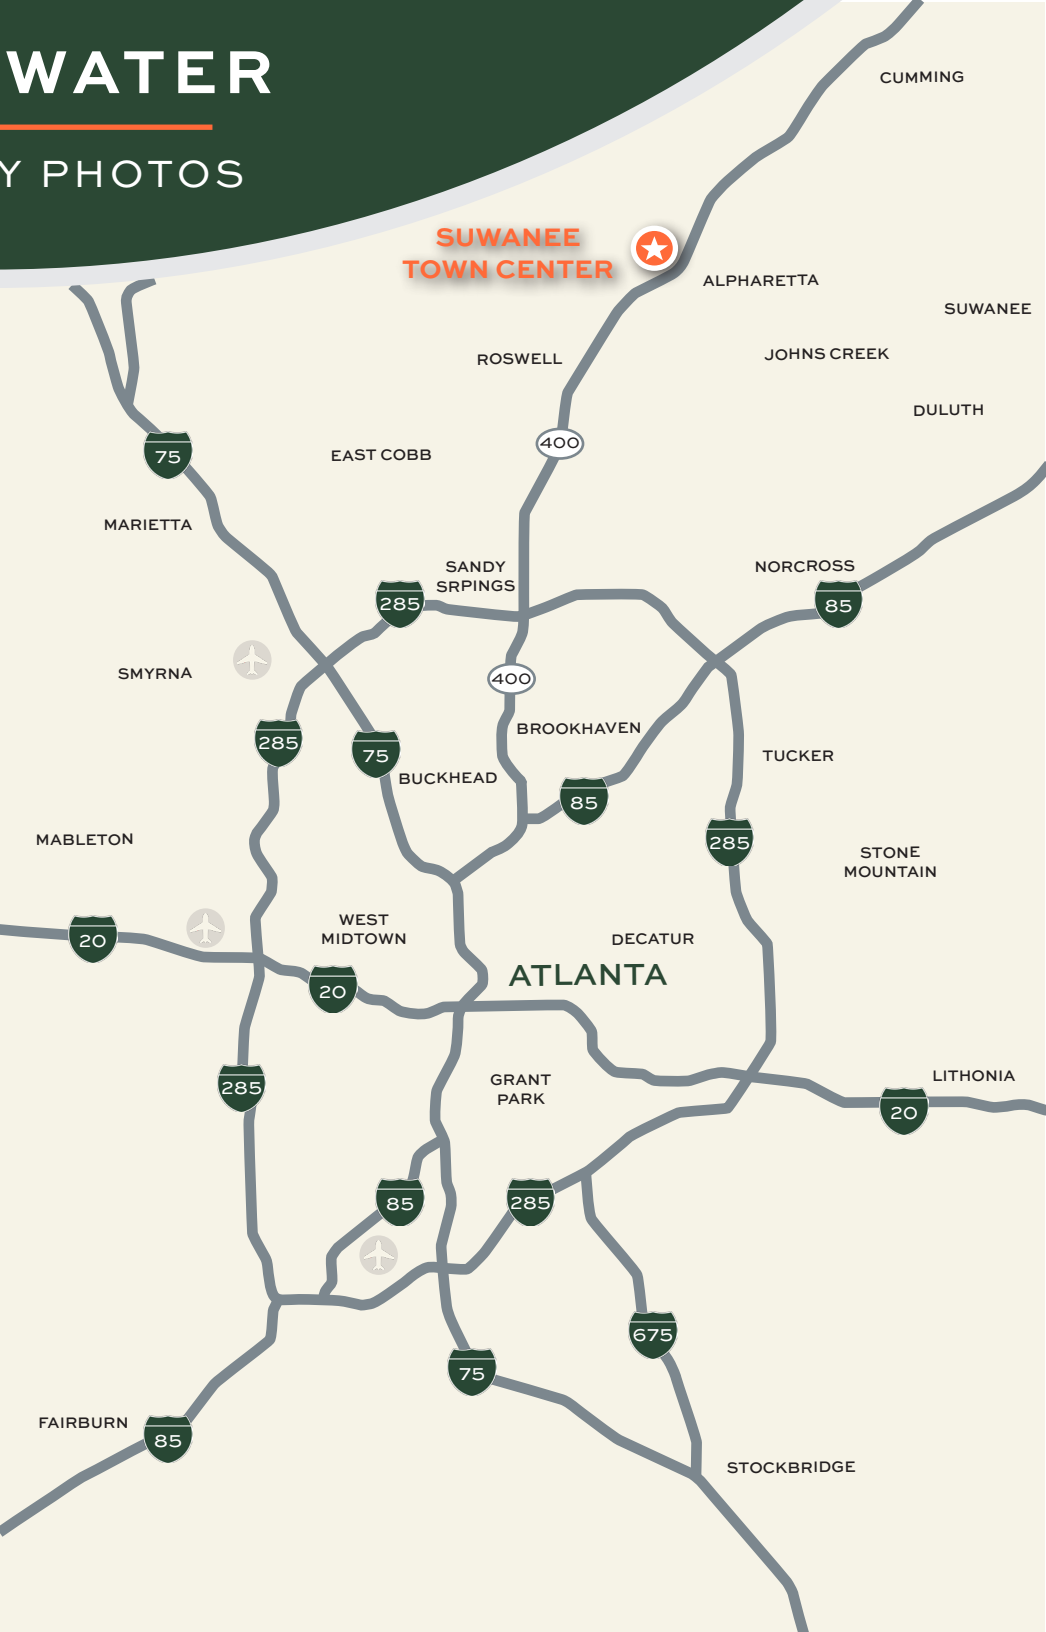 WATER
Y PHOTOS
CUMMING
SUWANEE
TOWN CENTER
ALPHARETTA
SUWANEE
JOHNS CREEK
ROSWELL
DULUTH
400
75
EAST COBB
MARIETTA
SANDY
SRPINGS
NORCROSS
285
85
SMYRNA
400
BROOKHAVEN
285
75
TUCKER
BUCKHEAD
85
MABLETON
285
STONE
MOUNTAIN
WEST
MIDTOWN
20
DECATUR
ATLANTA
20
285
GRANT
PARK
LITHONIA
20
85
285
675
75
FAIRBURN
85
STOCKBRIDGE